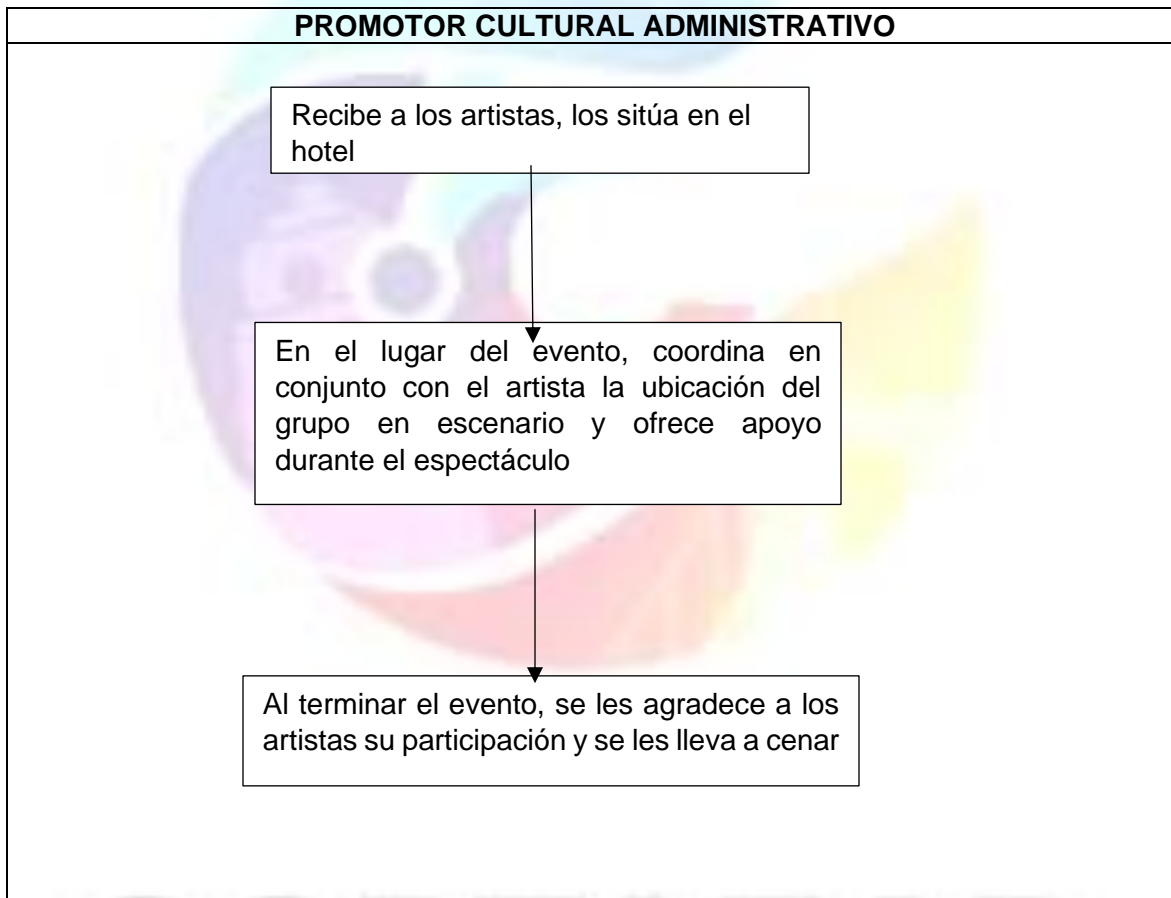 PROMOTOR CULTURAL ADMINISTRATIVO
Recibe a los artistas, los sitúa en el
hotel
En el lugar del evento, coordina en
conjunto con el artista la ubicación del
grupo en escenario y ofrece apoyo
durante el espectáculo
Al terminar el evento, se les agradece a los
artistas su participación y se les lleva a cenar